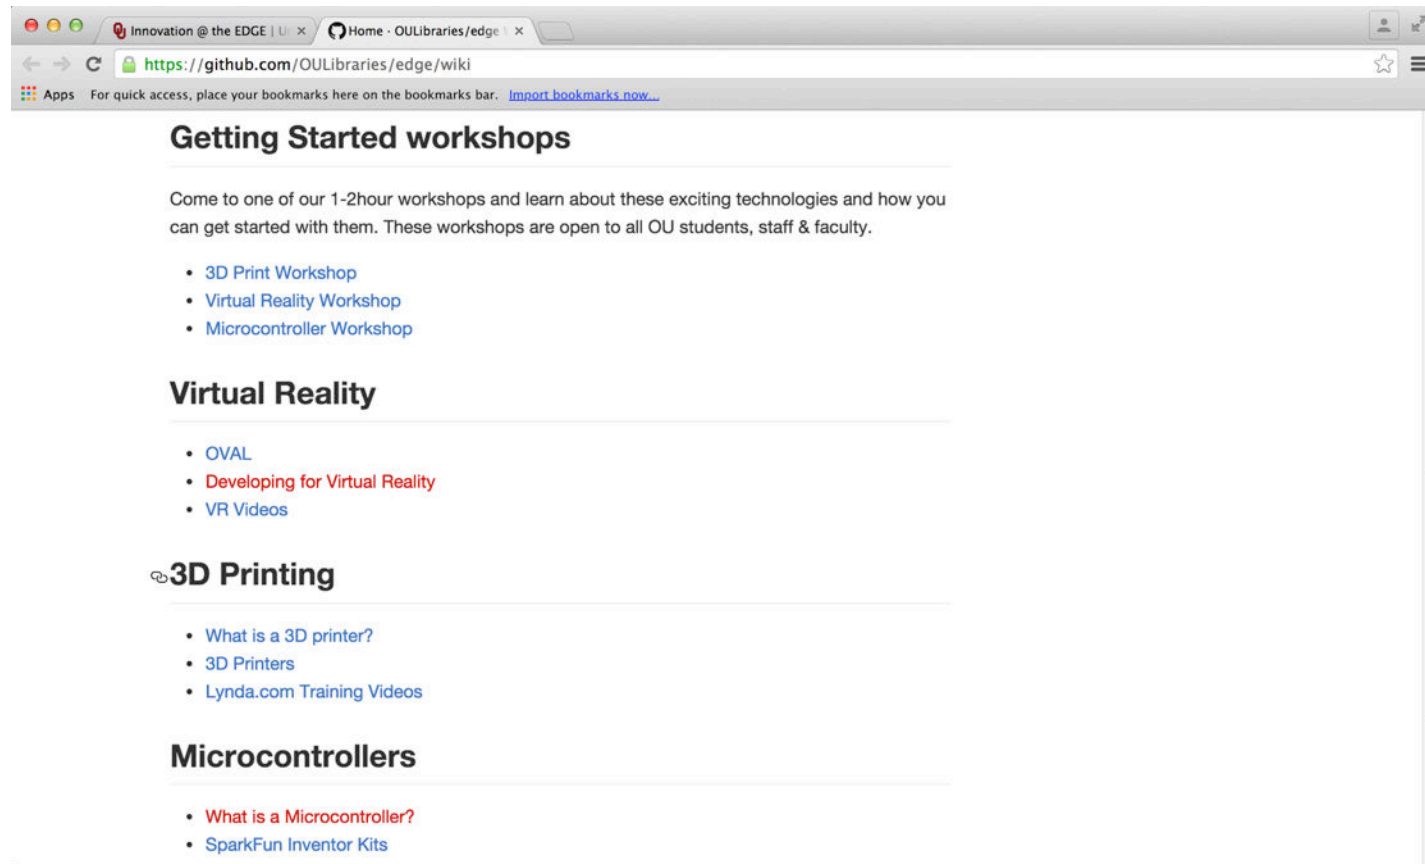 Innovation @ the EDGE | U
Home · OULibraries/edge
https://github.com/OULibraries/edge/wiki
Apps For quick access, place your bookmarks here on the bookmarks bar. Import bookmarks now...
Getting Started workshops
Come to one of our 1-2hour workshops and learn about these exciting technologies and how you
can get started with them. These workshops are open to all OU students, staff & faculty.
• 3D Print Workshop
• Virtual Reality Workshop
• Microcontroller Workshop
Virtual Reality
• OVAL
• Developing for Virtual Reality
• VR Videos
3D Printing
• What is a 3D printer?
• 3D Printers
• Lynda.com Training Videos
Microcontrollers
• What is a Microcontroller?
• SparkFun Inventor Kits